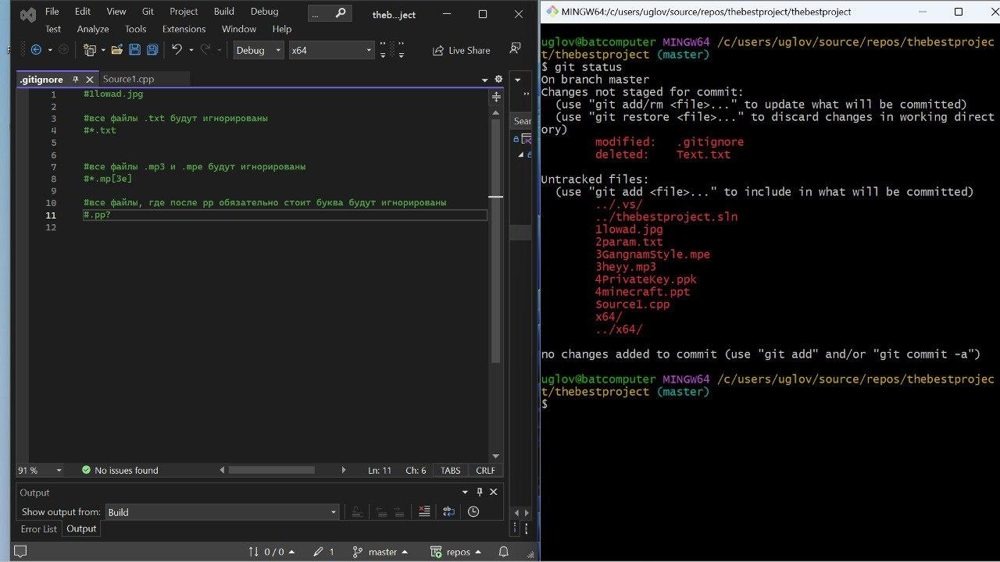 File Edit View Git Project Build Debug ... theb...ject
Test Analyze Tools Extensions Window Help
Debug x64 Live Share
.gitignore Source1.cpp
1 #1lowad.jpg
2
3 #все файлы .txt будут игнорированы
4 #*.txt
5
6
7 #все файлы .mp3 и .mpe будут игнорированы
8 #*.mp[3e]
9
10 #все файлы, где после pp обязательно стоит буква будут игнорированы
11 #.pp?
12
91 % No issues found Ln: 11 Ch: 6 TABS CRLF
Output
Show output from: Build
Error List Output
0 / 0 1 master repos
Sear
MINGW64:/c/users/uglov/source/repos/thebestproject/thebestproject
uglov@batcomputer MINGW64 /c/users/uglov/source/repos/thebestprojec
t/thebestproject (master)
$ git status
On branch master
Changes not staged for commit:
(use "git add/rm <file>..." to update what will be committed)
(use "git restore <file>..." to discard changes in working direct
ory)
modified: .gitignore
deleted: Text.txt
Untracked files:
(use "git add <file>..." to include in what will be committed)
../.vs/
../thebestproject.sln
1lowad.jpg
2param.txt
3GangnamStyle.mpe
3heyy.mp3
4PrivateKey.ppk
4minecraft.ppt
Source1.cpp
x64/
../x64/
no changes added to commit (use "git add" and/or "git commit -a")
uglov@batcomputer MINGW64 /c/users/uglov/source/repos/thebestprojec
t/thebestproject (master)
$